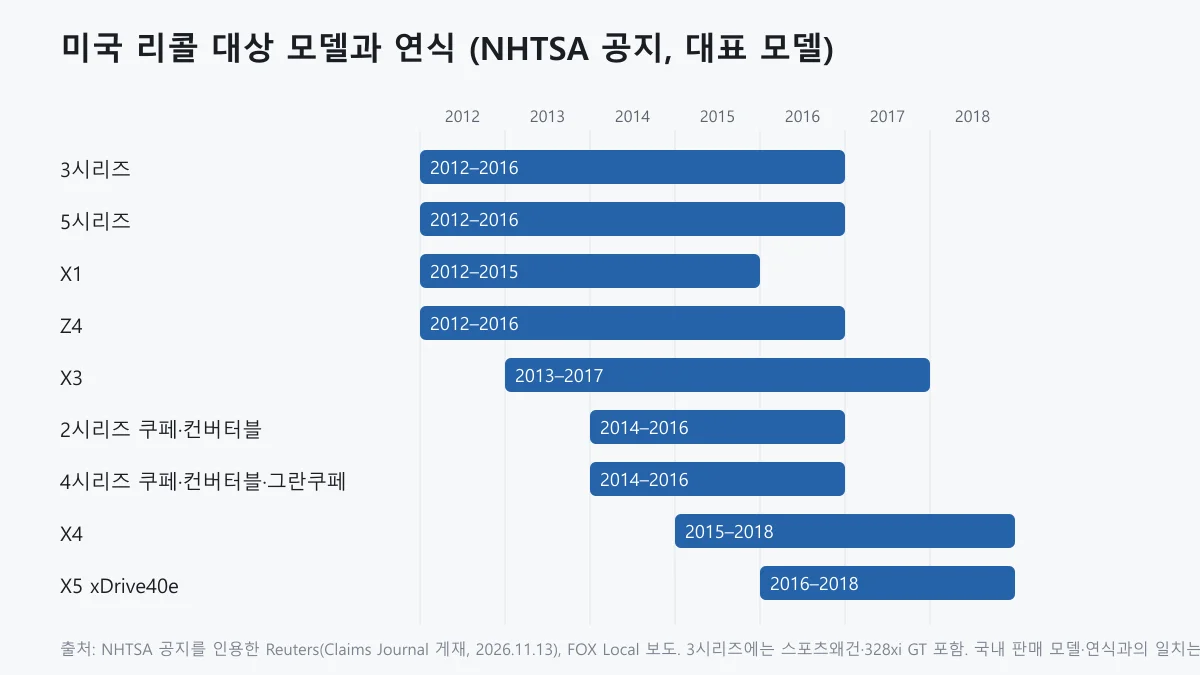 미국 리콜 대상 모델과 연식 (NHTSA 공지, 대표 모델)
2012 2013 2014 2015 2016 2017 2018
3시리즈 2012–2016
5시리즈 2012–2016
X1 2012–2015
Z4 2012–2016
X3 2013–2017
2시리즈 쿠페·컨버터블 2014–2016
4시리즈 쿠페·컨버터블·그란쿠페 2014–2016
X4 2015–2018
X5 xDrive40e 2016–2018
출처: NHTSA 공지를 인용한 Reuters(Claims Journal 게재, 2026.11.13), FOX Local 보도. 3시리즈에는 스포츠왜건·328xi GT 포함. 국내 판매 모델·연식과의 일치는